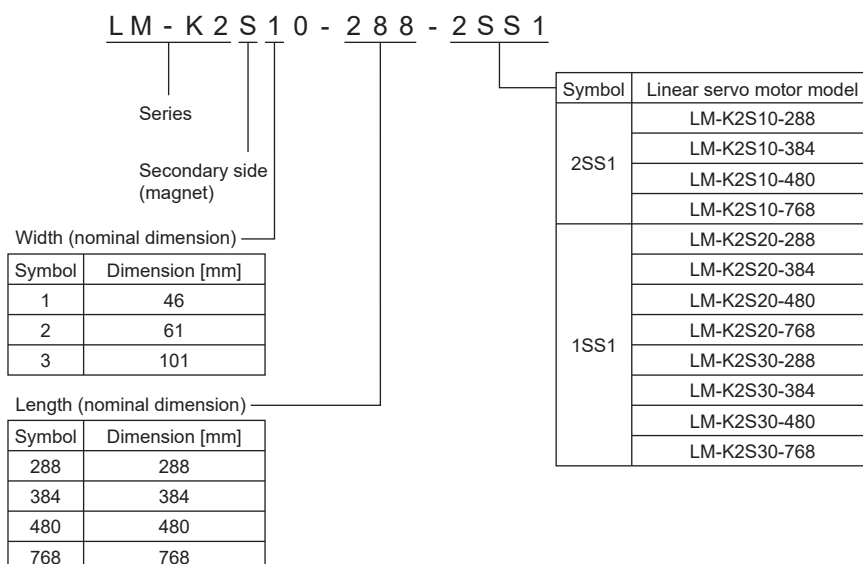 LM-K2S10-288-2SS1
Series
Secondary side
(magnet)
Width (nominal dimension)
Symbol Dimension [mm]
1 46
2 61
3 101
Length (nominal dimension)
Symbol Dimension [mm]
288 288
384 384
480 480
768 768
Symbol Linear servo motor model
2SS1
LM-K2S10-288
LM-K2S10-384
LM-K2S10-480
LM-K2S10-768
1SS1
LM-K2S20-288
LM-K2S20-384
LM-K2S20-480
LM-K2S20-768
LM-K2S30-288
LM-K2S30-384
LM-K2S30-480
LM-K2S30-768